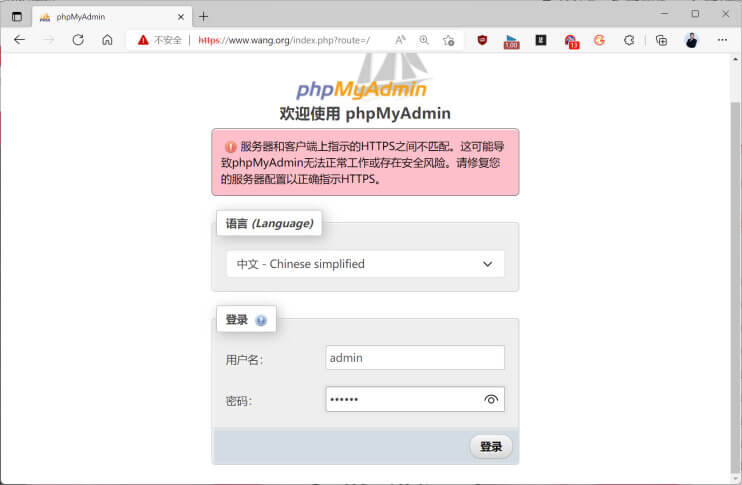 phpMyAdmin
不安全 https://www.wang.org/index.php?route=/
1.00
13
phpMyAdmin
欢迎使用 phpMyAdmin
服务器和客户端上指示的HTTPS之间不匹配。这可能导
致phpMyAdmin无法正常工作或存在安全风险。请修复您
的服务器配置以正确指示HTTPS。
语言 (Language)
中文 - Chinese simplified
登录
用户名：
admin
密码：
••••••
登录